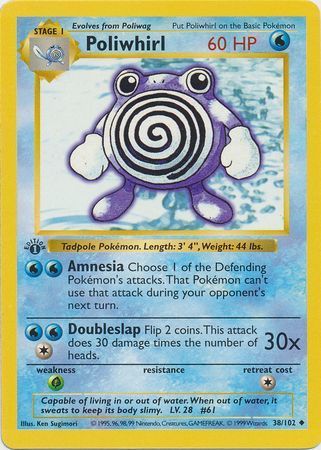 STAGE 1
Evolves from Poliwag
Put Poliwhirl on the Basic Pokémon
Poliwhirl
60 HP
EDITION
1
Tadpole Pokémon. Length: 3' 4", Weight: 44 lbs.
Amnesia Choose 1 of the Defending
Pokémon's attacks. That Pokémon can't
use that attack during your opponent's
next turn.
Doubleslap Flip 2 coins. This attack
does 30 damage times the number of
heads.
30x
weakness
resistance
retreat cost
Capable of living in or out of water. When out of water, it
sweats to keep its body slimy. LV. 28 #61
Illus. Ken Sugimori
© 1995, 96, 98, 99 Nintendo, Creatures, GAMEFREAK. © 1999 Wizards.
38/102